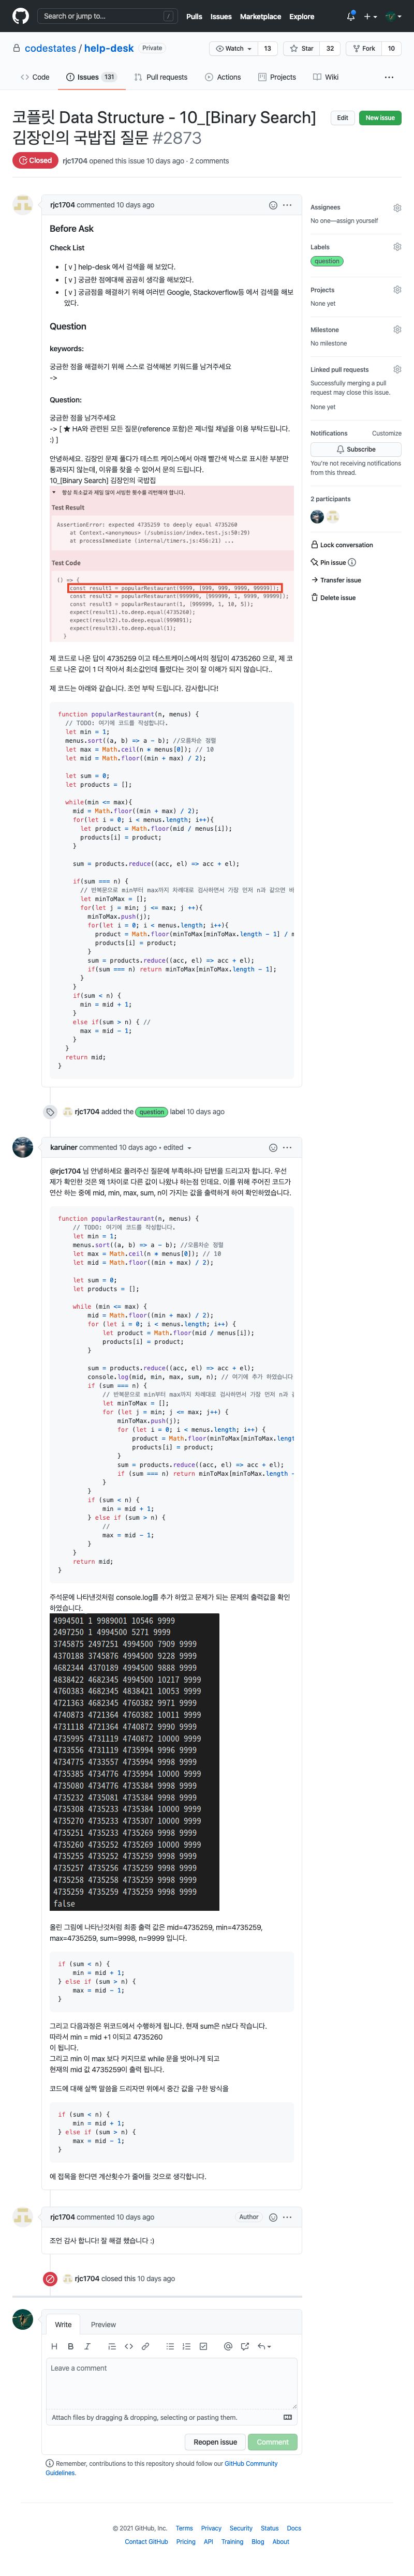 Search or jump to...
/
Pulls Issues Marketplace Explore
codestates / help-desk Private
Watch 13 Star 32 Fork 10
Code Issues 131 Pull requests Actions Projects Wiki
코플릿 Data Structure - 10_[Binary Search]
김장인의 국밥집 질문 #2873
Edit New issue
Closed rjc1704 opened this issue 10 days ago · 2 comments
rjc1704 commented 10 days ago
Before Ask
Check List
[ v ] help-desk 에서 검색을 해 보았다.
[ v ] 궁금한 점에대해 곰곰히 생각을 해보았다.
[ v ] 궁금점을 해결하기 위해 여러번 Google, Stackoverflow등 에서 검색을 해보
았다.
Question
keywords:
궁금한 점을 해결하기 위해 스스로 검색해본 키워드를 남겨주세요
->
Question:
궁금한 점을 남겨주세요
-> [ ★ HA와 관련된 모든 질문(reference 포함)은 제너럴 채널을 이용 부탁드립니다.
:) ]
안녕하세요. 김장인 문제 풀다가 테스트 케이스에서 아래 빨간색 박스로 표시한 부분만
통과되지 않는데, 이유를 찾을 수 없어서 문의 드립니다.
10_[Binary Search] 김장인의 국밥집
항상 최소값과 제일 많이 서빙한 횟수를 리턴해야 합니다.
Test Result
AssertionError: expected 4735259 to deeply equal 4735260
at Context.<anonymous> (/submission/index.test.js:50:29)
at processImmediate (internal/timers.js:456:21) ...
Test Code
() => {
const result1 = popularRestaurant(9999, [999, 999, 9999, 99999]);
const result2 = popularRestaurant(999999, [999999, 1, 9999, 99999]);
const result3 = popularRestaurant(1, [999999, 1, 10, 5]);
expect(result1).to.deep.equal(4735260);
expect(result2).to.deep.equal(999891);
expect(result3).to.deep.equal(1);
}
제 코드로 나온 답이 4735259 이고 테스트케이스에서의 정답이 4735260 으로, 제 코
드로 나온 값이 1 더 작아서 최소값인데 틀렸다는 것이 잘 이해가 되지 않습니다..
제 코드는 아래와 같습니다. 조언 부탁 드립니다. 감사합니다!
function popularRestaurant(n, menus) {
// TODO: 여기에 코드를 작성합니다.
let min = 1;
menus.sort((a, b) => a - b); //오름차순 정렬
let max = Math.ceil(n * menus[0]); // 10
let mid = Math.floor((min + max) / 2);
let sum = 0;
let products = [];
while(min <= max){
mid = Math.floor((min + max) / 2);
for(let i = 0; i < menus.length; i++){
let product = Math.floor(mid / menus[i]);
products[i] = product;
}
sum = products.reduce((acc, el) => acc + el);
if(sum === n) {
// 반복문으로 min부터 max까지 차례대로 검사하면서 가장 먼저 n과 같으면 바
let minToMax = [];
for(let j = min; j <= max; j ++){
minToMax.push(j);
for(let i = 0; i < menus.length; i++){
product = Math.floor(minToMax[minToMax.length - 1] / m
products[i] = product;
}
sum = products.reduce((acc, el) => acc + el);
if(sum === n) return minToMax[minToMax.length - 1];
}
}
if(sum < n) {
min = mid + 1;
}
else if(sum > n) { //
max = mid - 1;
}
}
return mid;
}
rjc1704 added the question label 10 days ago
karuiner commented 10 days ago • edited
@rjc1704 님 안녕하세요 올려주신 질문에 부족하나마 답변을 드리고자 합니다. 우선
제가 확인한 것은 왜 1차이로 다른 값이 나왔냐 하는점 인데요. 이를 위해 주어진 코드가
연산 하는 중에 mid, min, max, sum, n이 가지는 값을 출력하게 하여 확인하였습니다.
function popularRestaurant(n, menus) {
// TODO: 여기에 코드를 작성합니다.
let min = 1;
menus.sort((a, b) => a - b); //오름차순 정렬
let max = Math.ceil(n * menus[0]); // 10
let mid = Math.floor((min + max) / 2);
let sum = 0;
let products = [];
while (min <= max) {
mid = Math.floor((min + max) / 2);
for (let i = 0; i < menus.length; i++) {
let product = Math.floor(mid / menus[i]);
products[i] = product;
}
sum = products.reduce((acc, el) => acc + el);
console.log(mid, min, max, sum, n); // 여기에 추가 하였습니다
if (sum === n) {
// 반복문으로 min부터 max까지 차례대로 검사하면서 가장 먼저 n과
let minToMax = [];
for (let j = min; j <= max; j++) {
minToMax.push(j);
for (let i = 0; i < menus.length; i++) {
product = Math.floor(minToMax[minToMax.lengt
products[i] = product;
}
sum = products.reduce((acc, el) => acc + el);
if (sum === n) return minToMax[minToMax.length -
}
}
if (sum < n) {
min = mid + 1;
} else if (sum > n) {
//
max = mid - 1;
}
}
return mid;
}
주석문에 나타낸것처럼 console.log를 추가 하였고 문제가 되는 문제의 출력값을 확인
하였습니다.
4994501 1 9989001 10546 9999
2497250 1 4994500 5271 9999
3745875 2497251 4994500 7909 9999
4370188 3745876 4994500 9228 9999
4682344 4370189 4994500 9888 9999
4838422 4682345 4994500 10217 9999
4760383 4682345 4838421 10053 9999
4721363 4682345 4760382 9971 9999
4740873 4721364 4760382 10011 9999
4731118 4721364 4740872 9990 9999
4735995 4731119 4740872 10000 9999
4733556 4731119 4735994 9996 9999
4734775 4733557 4735994 9998 9999
4735385 4734776 4735994 10000 9999
4735080 4734776 4735384 9998 9999
4735232 4735081 4735384 9998 9999
4735308 4735233 4735384 10000 9999
4735270 4735233 4735307 10000 9999
4735251 4735233 4735269 9998 9999
4735260 4735252 4735269 10000 9999
4735255 4735252 4735259 9998 9999
4735257 4735256 4735259 9998 9999
4735258 4735258 4735259 9998 9999
4735259 4735259 4735259 9998 9999
false
올린 그림에 나타난것처럼 최종 출력 값은 mid=4735259, min=4735259,
max=4735259, sum=9998, n=9999 입니다.
if (sum < n) {
min = mid + 1;
} else if (sum > n) {
max = mid - 1;
}
그리고 다음과정은 위코드에서 수행하게 됩니다. 현재 sum은 n보다 작습니다.
따라서 min = mid +1 이되고 4735260
이 됩니다.
그리고 min 이 max 보다 커지므로 while 문을 벗어나게 되고
현재의 mid 값 4735259이 출력 됩니다.
코드에 대해 살짝 말씀을 드리자면 위에서 중간 값을 구한 방식을
if (sum < n) {
min = mid + 1;
} else if (sum > n) {
max = mid - 1;
}
에 접목을 한다면 계산횟수가 줄어들 것으로 생각합니다.
rjc1704 commented 10 days ago Author
조언 감사 합니다! 잘 해결 했습니다 :)
rjc1704 closed this 10 days ago
Write Preview
Leave a comment
Attach files by dragging & dropping, selecting or pasting them.
Reopen issue Comment
Remember, contributions to this repository should follow our GitHub Community
Guidelines.
Assignees
No one—assign yourself
Labels
question
Projects
None yet
Milestone
No milestone
Linked pull requests
Successfully merging a pull
request may close this issue.
None yet
Notifications Customize
Subscribe
You're not receiving notifications
from this thread.
2 participants
Lock conversation
Pin issue
Transfer issue
Delete issue
© 2021 GitHub, Inc. Terms Privacy Security Status Docs
Contact GitHub Pricing API Training Blog About